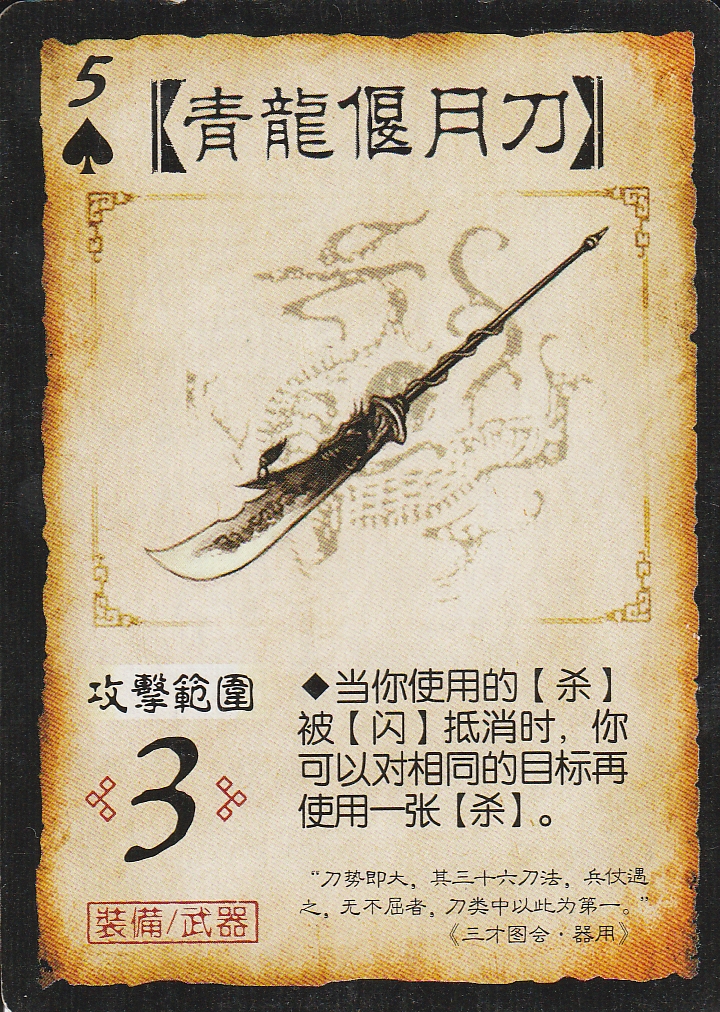 5
【青龍偃月刀】
攻擊範圍
3
裝備/武器
◆当你使用的【杀】
被【闪】抵消时，你
可以对相同的目标再
使用一张【杀】。
“刀势即大，其三十六刀法，兵仗遇
之，无不屈者，刀类中以此为第一。”
《三才图会·器用》